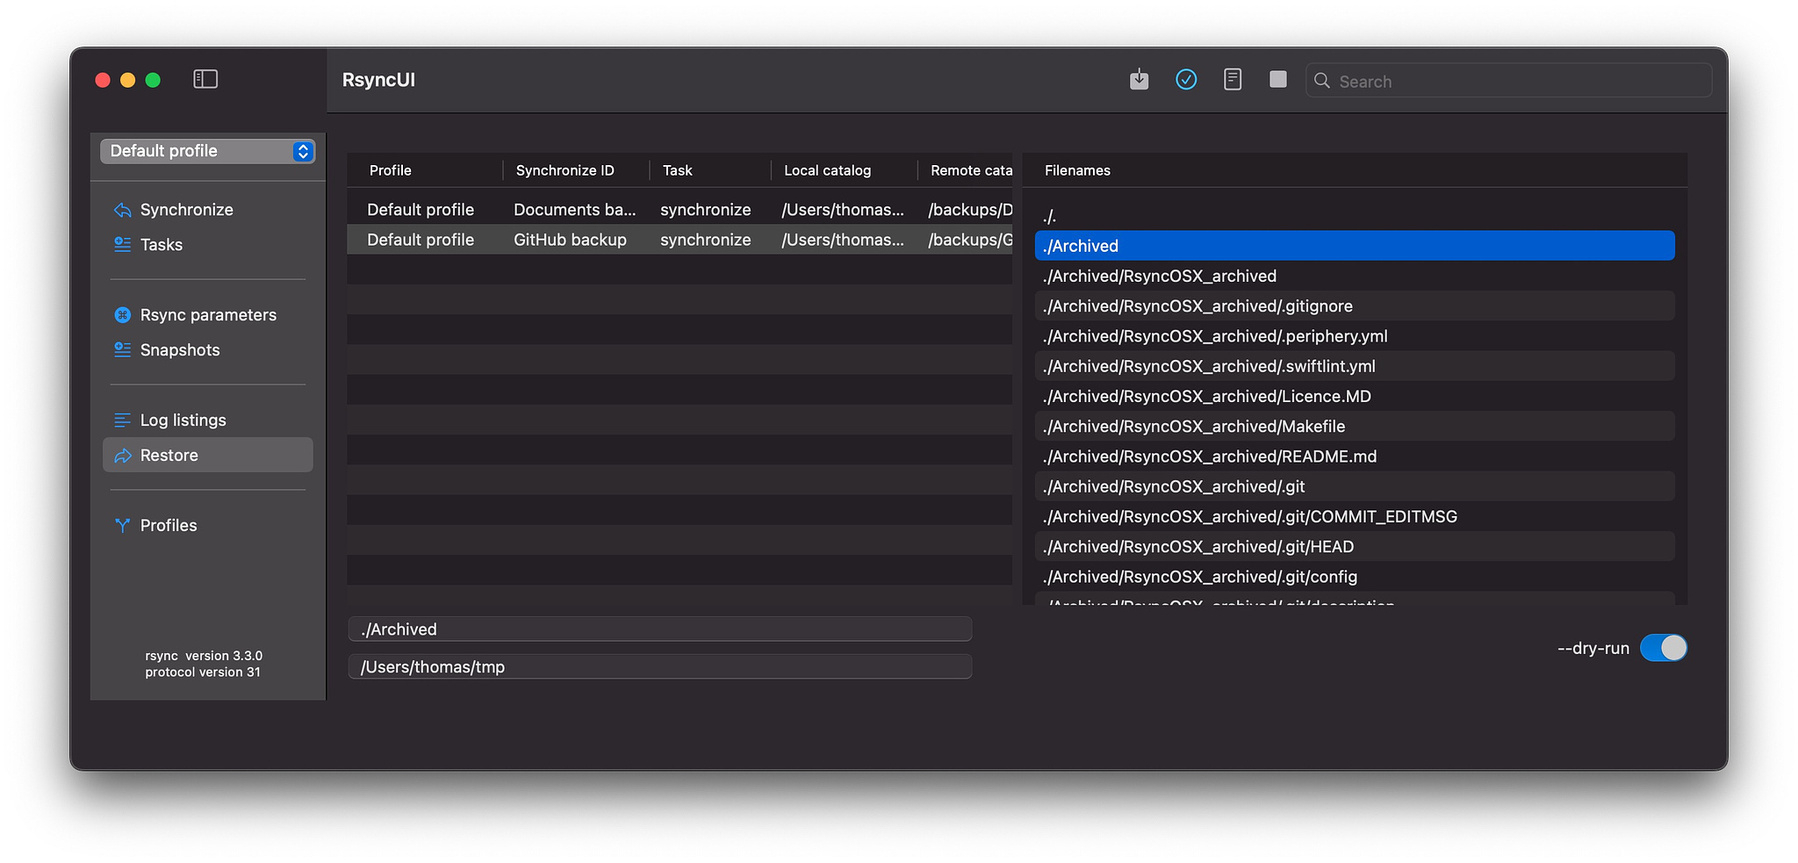 RsyncUI
Search
Default profile
Synchronize
Tasks
Rsync parameters
Snapshots
Log listings
Restore
Profiles
rsync version 3.3.0
protocol version 31
Profile Synchronize ID Task Local catalog Remote cata
Default profile Documents ba... synchronize /Users/thomas... /backups/D
Default profile GitHub backup synchronize /Users/thomas... /backups/G
./Archived
/Users/thomas/tmp
Filenames
./.
./Archived
./Archived/RsyncOSX_archived
./Archived/RsyncOSX_archived/.gitignore
./Archived/RsyncOSX_archived/.periphery.yml
./Archived/RsyncOSX_archived/.swiftlint.yml
./Archived/RsyncOSX_archived/Licence.MD
./Archived/RsyncOSX_archived/Makefile
./Archived/RsyncOSX_archived/README.md
./Archived/RsyncOSX_archived/.git
./Archived/RsyncOSX_archived/.git/COMMIT_EDITMSG
./Archived/RsyncOSX_archived/.git/HEAD
./Archived/RsyncOSX_archived/.git/config
./Archived/RsyncOSX_archived/.git/description
--dry-run